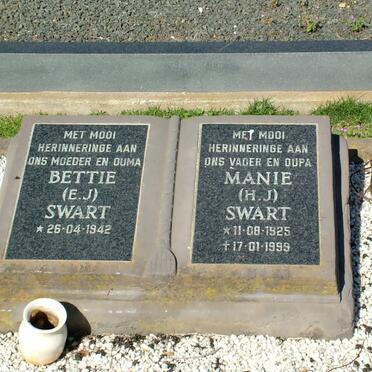 MET MOOI
HERINNERINGE AAN
ONS MOEDER EN OUMA
BETTIE
(E.J)
SWART
* 26-04-1942
MET MOOI
HERINNERINGE AAN
ONS VADER EN OUPA
MANIE
(H.J)
SWART
* 11-08-1925
† 17-01-1999